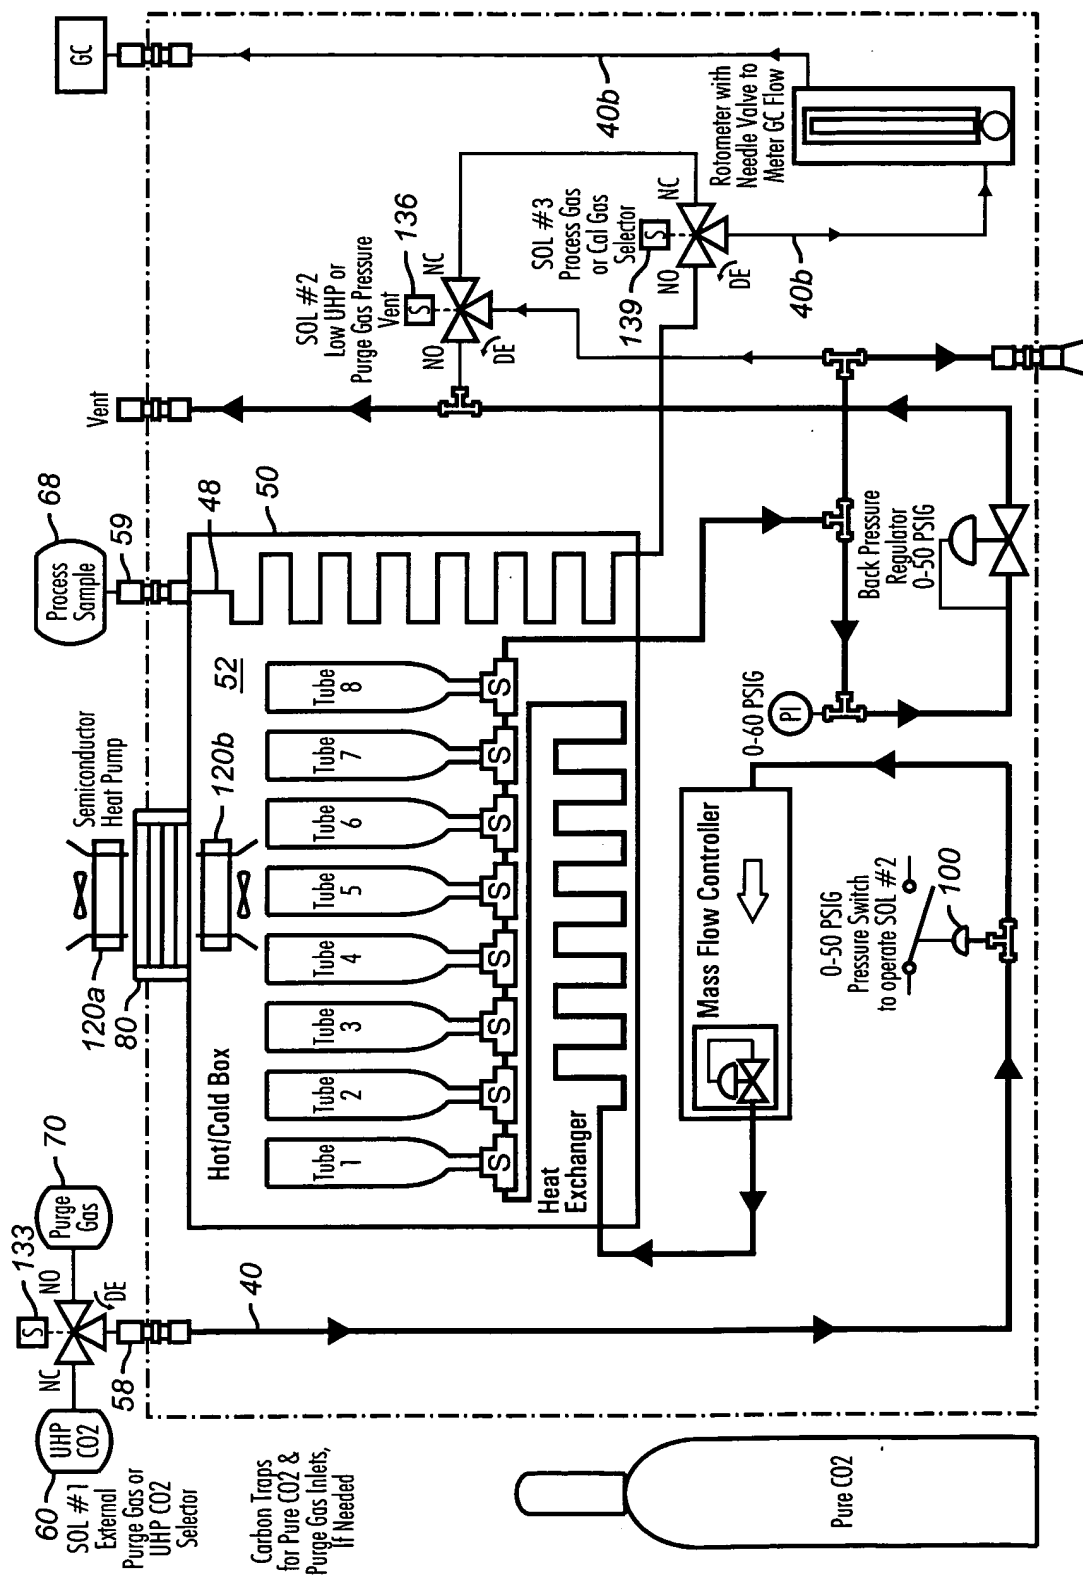 60
UHP
CO2
NC
S
133
NO
DE
Purge
Gas
70
58
SOL #1
External
Purge Gas or
UHP CO2
Selector
Carbon Traps
for Pure CO2 &
Purge Gas Inlets,
If Needed
Pure CO2
40
120a
80
Semiconductor
Heat Pump
120b
Process
Sample
68
59
48
50
Vent
GC
Hot/Cold Box
52
Tube
1
Tube
2
Tube
3
Tube
4
Tube
5
Tube
6
Tube
7
Tube
8
S
S
S
S
S
S
S
S
Heat
Exchanger
SOL #2
Low UHP or
Purge Gas Pressure
Vent
S
136
NO
NC
DE
SOL #3
Process Gas
or Cal Gas
Selector
S
139
NO
NC
DE
40b
40b
Rotometer with
Needle Valve to
Meter GC Flow
Mass Flow Controller
0-60 PSIG
PI
Back Pressure
Regulator
0-50 PSIG
0-50 PSIG
Pressure Switch
to operate SOL #2
100